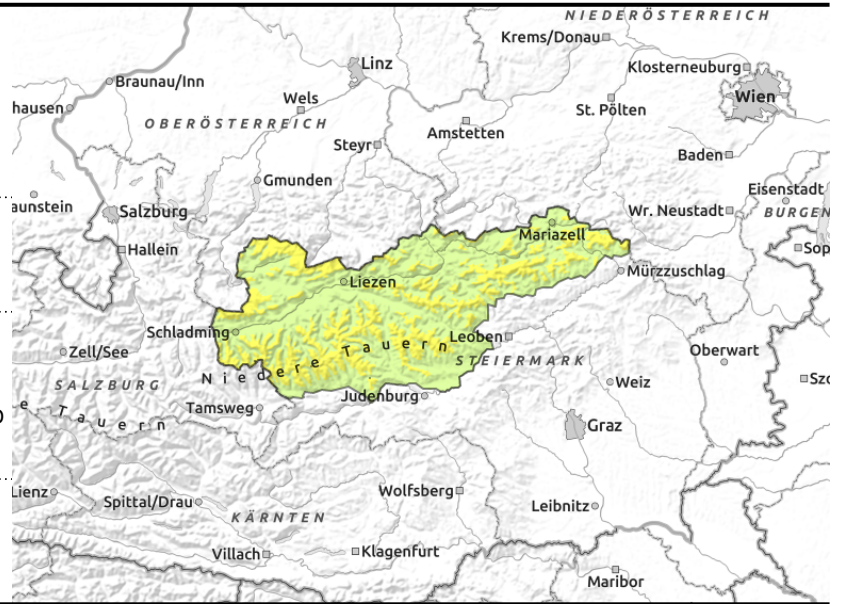 NIEDERÖSTERREICH
Krems/Donau
Linz
Klosterneuburg
Braunau/Inn
Wien
Wels
hausen
St. Pölten
OBERÖSTERREICH
Amstetten
Steyr
Baden
Gmunden
Eisenstadt
aunstein
Salzburg
Wr. Neustadt
BURGEN
Mariazell
Hallein
Sop
Mürzzuschlag
Liezen
Schladming
Leoben
Zell/See
Niedere Tauern
STEIERMARK
Oberwart
SALZBURG
Weiz
Szo
Judenburg
e Tauern
Tamsweg
Graz
Lienz
Wolfsberg
Spittal/Drau
Leibnitz
KÄRNTEN
Villach
Klagenfurt
Maribor